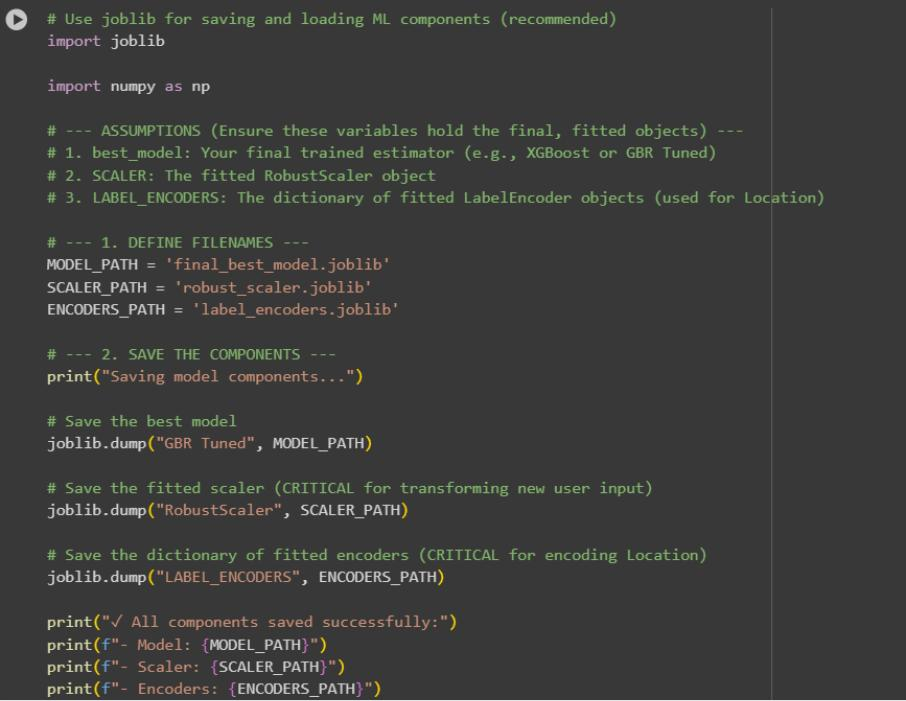 # Use joblib for saving and loading ML components (recommended)
import joblib
import numpy as np
# --- ASSUMPTIONS (Ensure these variables hold the final, fitted objects) ---
# 1. best_model: Your final trained estimator (e.g., XGBoost or GBR Tuned)
# 2. SCALER: The fitted RobustScaler object
# 3. LABEL_ENCODERS: The dictionary of fitted LabelEncoder objects (used for Location)
# --- 1. DEFINE FILENAMES ---
MODEL_PATH = 'final_best_model.joblib'
SCALER_PATH = 'robust_scaler.joblib'
ENCODERS_PATH = 'label_encoders.joblib'
# --- 2. SAVE THE COMPONENTS ---
print("Saving model components...")
# Save the best model
joblib.dump("GBR Tuned", MODEL_PATH)
# Save the fitted scaler (CRITICAL for transforming new user input)
joblib.dump("RobustScaler", SCALER_PATH)
# Save the dictionary of fitted encoders (CRITICAL for encoding Location)
joblib.dump("LABEL_ENCODERS", ENCODERS_PATH)
print("✓ All components saved successfully:")
print(f"- Model: {MODEL_PATH}")
print(f"- Scaler: {SCALER_PATH}")
print(f"- Encoders: {ENCODERS_PATH}")